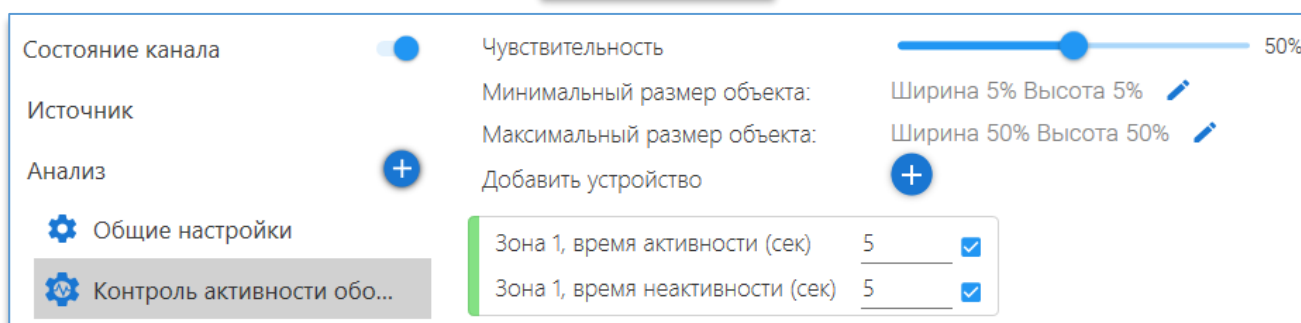 Состояние канала
Источник
Анализ
Общие настройки
Контроль активности обо...
Чувствительность 50%
Минимальный размер объекта: Ширина 5% Высота 5%
Максимальный размер объекта: Ширина 50% Высота 50%
Добавить устройство
Зона 1, время активности (сек) 5
Зона 1, время неактивности (сек) 5